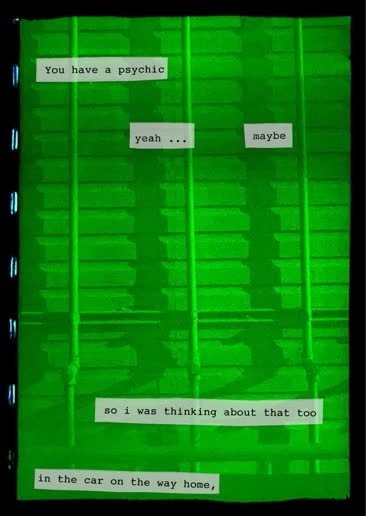 You have a psychic
yeah ...
maybe
so i was thinking about that too
in the car on the way home,